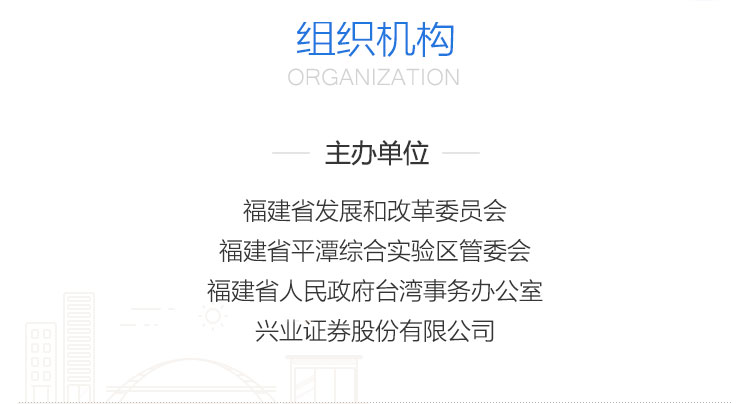 组织机构
ORGANIZATION
主办单位
福建省发展和改革委员会
福建省平潭综合实验区管委会
福建省人民政府台湾事务办公室
兴业证券股份有限公司